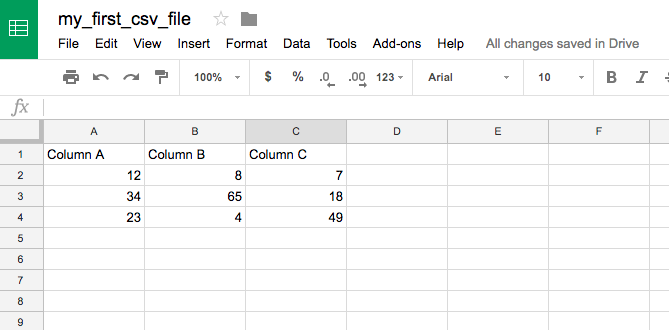 my_first_csv_file
File Edit View Insert Format Data Tools Add-ons Help All changes saved in Drive
100% $ % .0 .00 123 Arial 10 B I
fx
A B C D E F
1 Column A Column B Column C
2 12 8 7
3 34 65 18
4 23 4 49
5
6
7
8
9